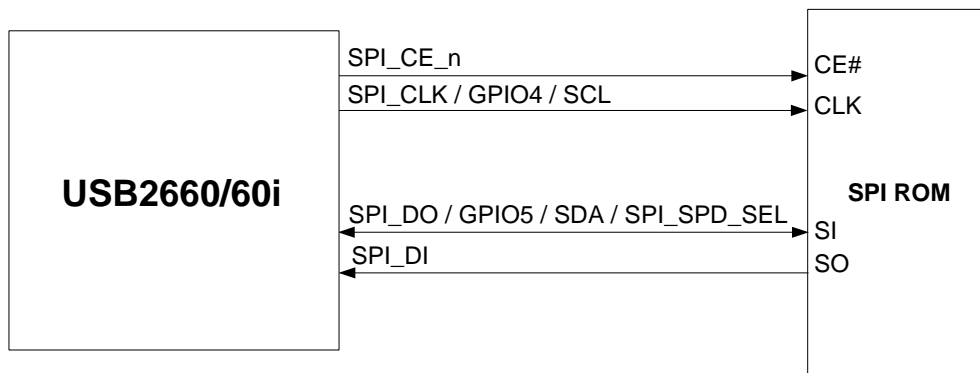 SPI_CE_n
CE#
SPI_CLK / GPIO4 / SCL
CLK
USB2660/60i
SPI ROM
SPI_DO / GPIO5 / SDA / SPI_SPD_SEL
SI
SPI_DI
SO